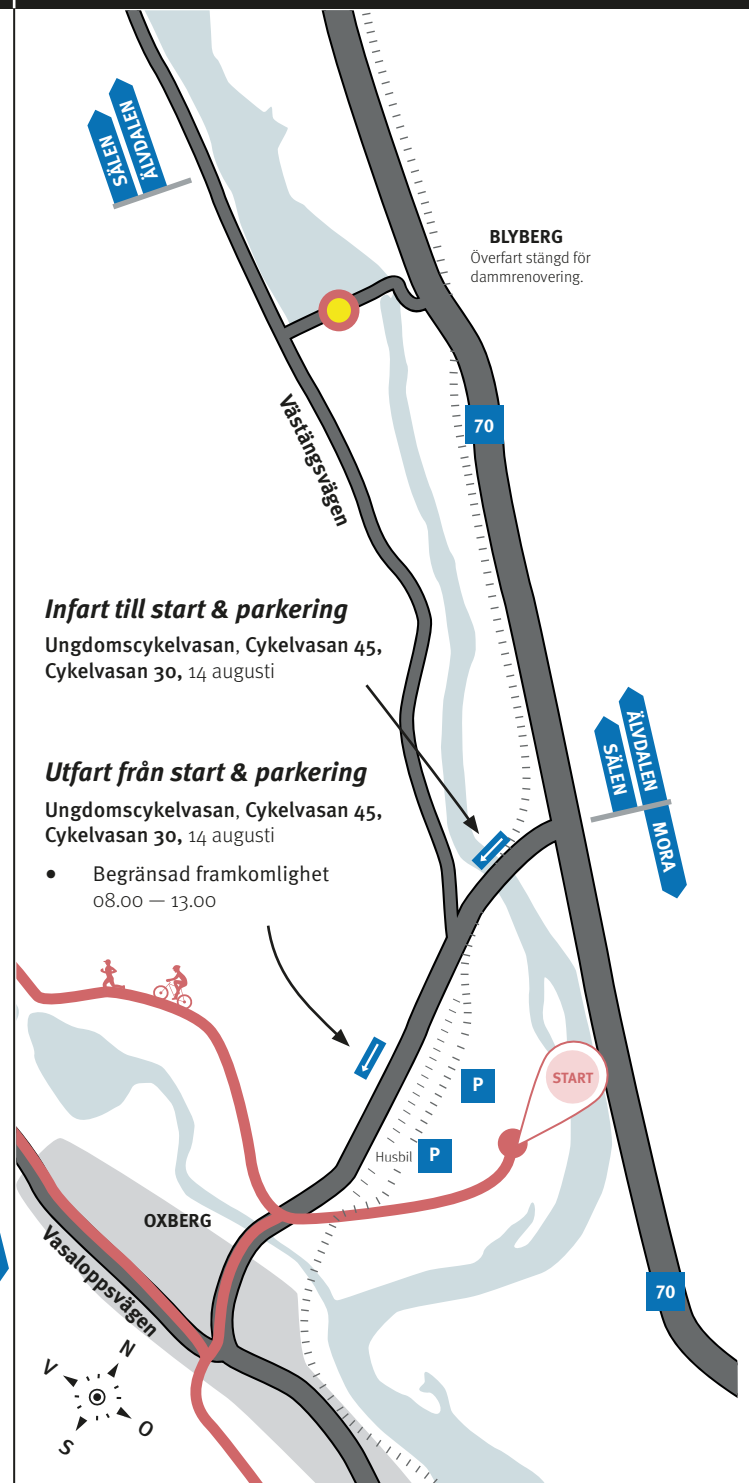 SÄLEN
ÄLVDALEN
BLYBERG
Överfart stängd för
dammrenovering.
70
Västängsvägen
Infart till start & parkering
Ungdomscykelvasan, Cykelvasan 45,
Cykelvasan 30, 14 augusti
SÄLEN
ÄLVDALEN
MORA
Utfart från start & parkering
Ungdomscykelvasan, Cykelvasan 45,
Cykelvasan 30, 14 augusti
• Begränsad framkomlighet
08.00 — 13.00
START
P
Husbil
P
OXBERG
Vasaloppsvägen
70
N
V
O
S